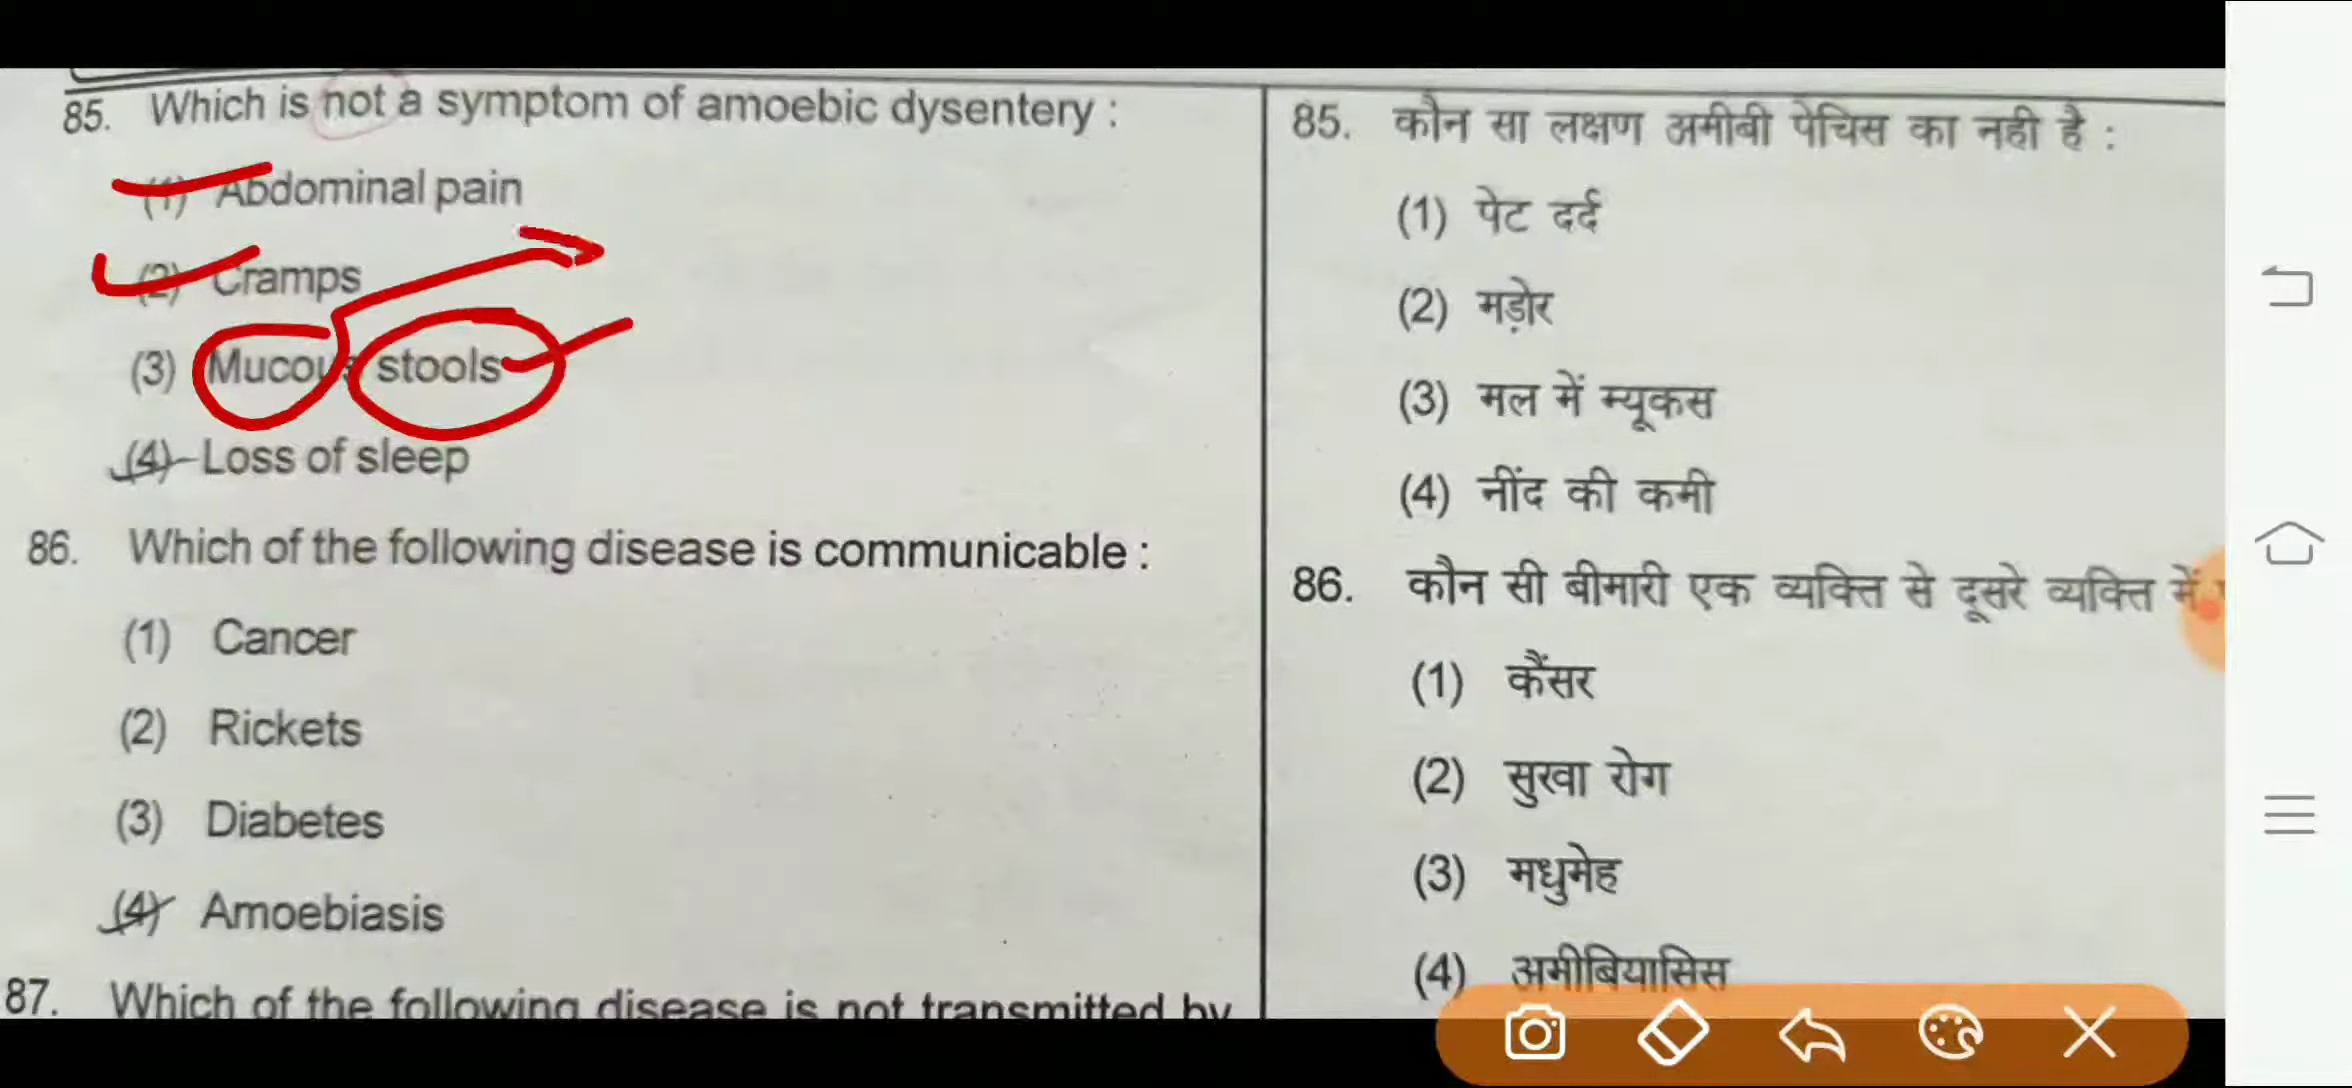 85. Which is not a symptom of amoebic dysentery :
(1) Abdominal pain
(2) Cramps
(3) Mucous stools
(4) Loss of sleep
86. Which of the following disease is communicable :
(1) Cancer
(2) Rickets
(3) Diabetes
(4) Amoebiasis
87. Which of the following disease is not transmitted by
85. कौन सा लक्षण अमीबी पेचिस का नही है :
(1) पेट दर्द
(2) मड़ोर
(3) मल में म्यूकस
(4) नींद की कमी
86. कौन सी बीमारी एक व्यक्ति से दूसरे व्यक्ति में
(1) कैंसर
(2) सुखा रोग
(3) मधुमेह
(4) अमीबियासिस